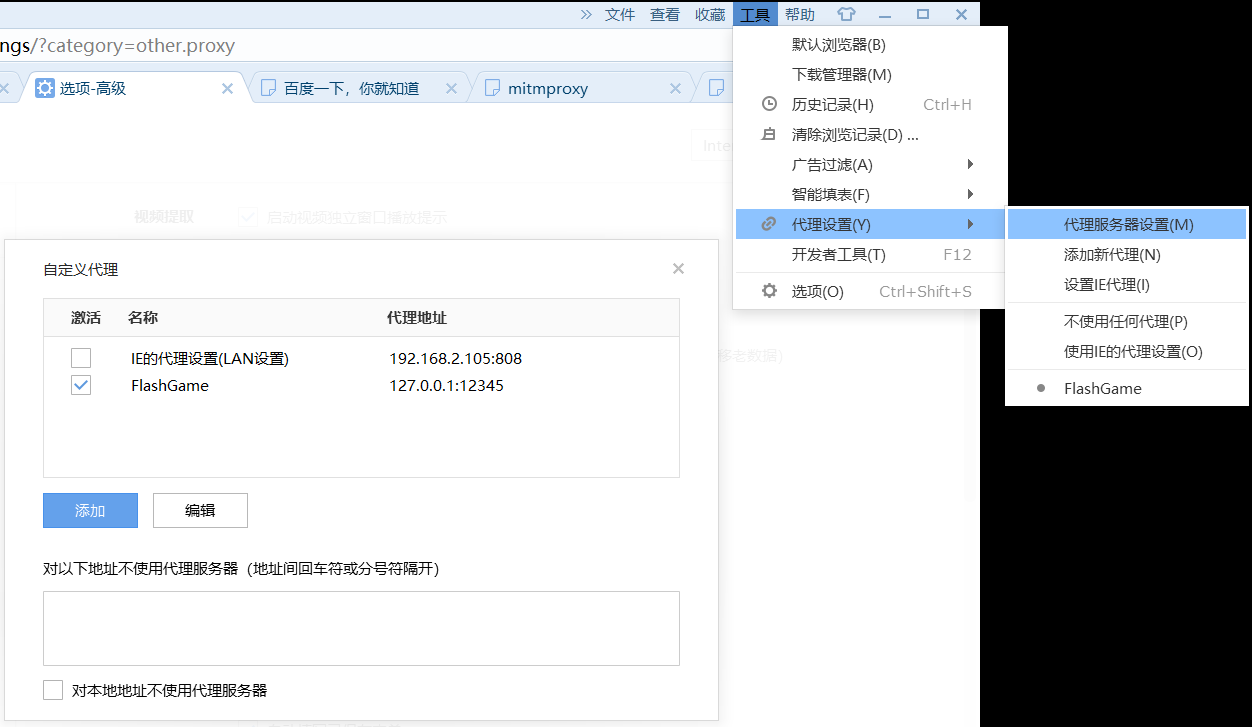 文件 查看 收藏 工具 帮助
ngs/?category=other.proxy
选项-高级 百度一下，你就知道 mitmproxy
默认浏览器(B)
下载管理器(M)
历史记录(H) Ctrl+H
清除浏览记录(D) ...
广告过滤(A)
智能填表(F)
代理设置(Y)
开发者工具(T) F12
选项(O) Ctrl+Shift+S
代理服务器设置(M)
添加新代理(N)
设置IE代理(I)
不使用任何代理(P)
使用IE的代理设置(O)
FlashGame
Inte
视频提取 启动视频独立窗口播放提示
移老数据)
自定义代理
激活 名称 代理地址
IE的代理设置(LAN设置) 192.168.2.105:808
FlashGame 127.0.0.1:12345
添加 编辑
对以下地址不使用代理服务器（地址间回车符或分号符隔开)
对本地地址不使用代理服务器